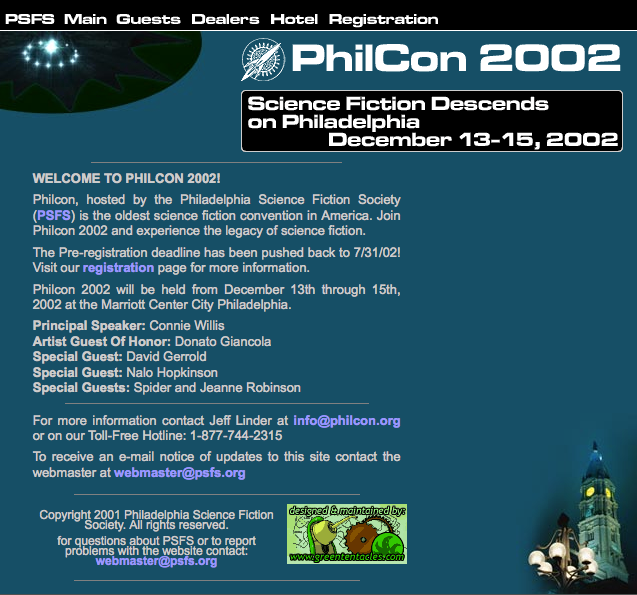 PSFS Main Guests Dealers Hotel Registration
PhilCon 2002
Science Fiction Descends
on Philadelphia
December 13-15, 2002
WELCOME TO PHILCON 2002!
Philcon, hosted by the Philadelphia Science Fiction Society
(PSFS) is the oldest science fiction convention in America. Join
Philcon 2002 and experience the legacy of science fiction.
The Pre-registration deadline has been pushed back to 7/31/02!
Visit our registration page for more information.
Philcon 2002 will be held from December 13th through 15th,
2002 at the Marriott Center City Philadelphia.
Principal Speaker: Connie Willis
Artist Guest Of Honor: Donato Giancola
Special Guest: David Gerrold
Special Guest: Nalo Hopkinson
Special Guests: Spider and Jeanne Robinson
For more information contact Jeff Linder at info@philcon.org
or on our Toll-Free Hotline: 1-877-744-2315
To receive an e-mail notice of updates to this site contact the
webmaster at webmaster@psfs.org
Copyright 2001 Philadelphia Science Fiction
Society. All rights reserved.
for questions about PSFS or to report
problems with the website contact:
webmaster@psfs.org
designed & maintained by:
www.greententacles.com